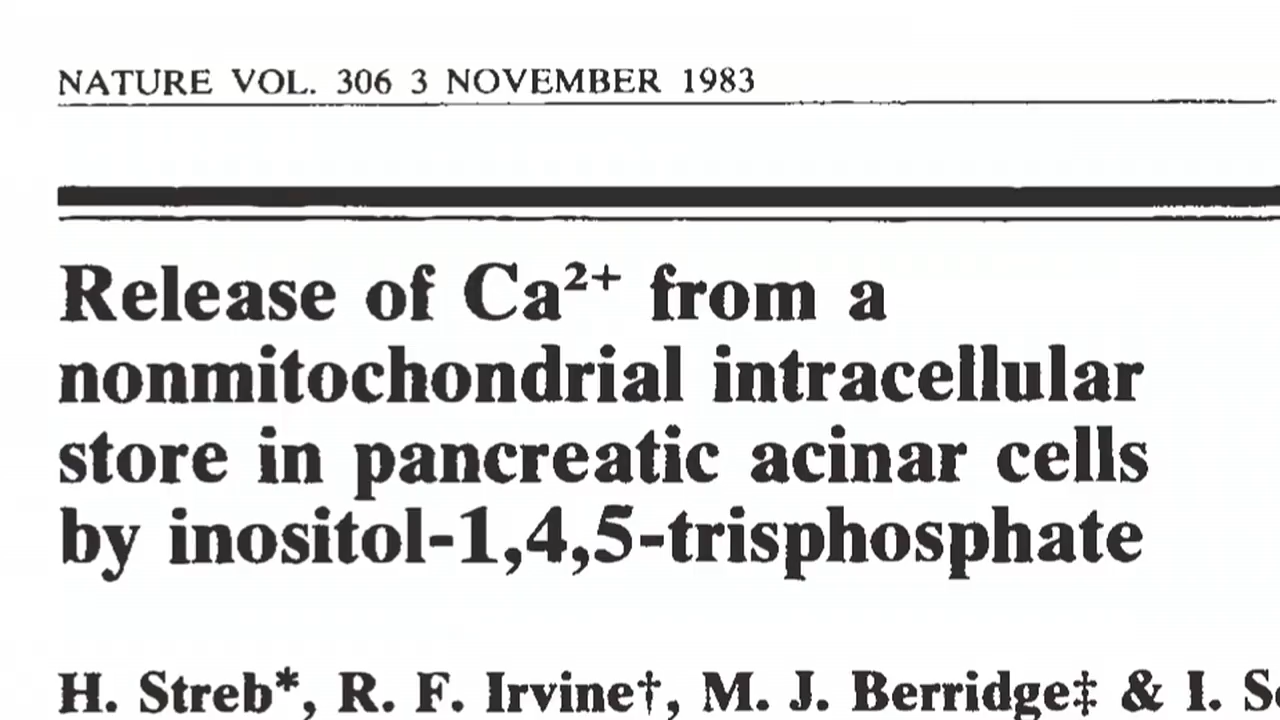 NATURE VOL. 306 3 NOVEMBER 1983
Release of Ca²⁺ from a
nonmitochondrial intracellular
store in pancreatic acinar cells
by inositol-1,4,5-trisphosphate
H. Streb*, R. F. Irvine†, M. J. Berridge‡ & I.